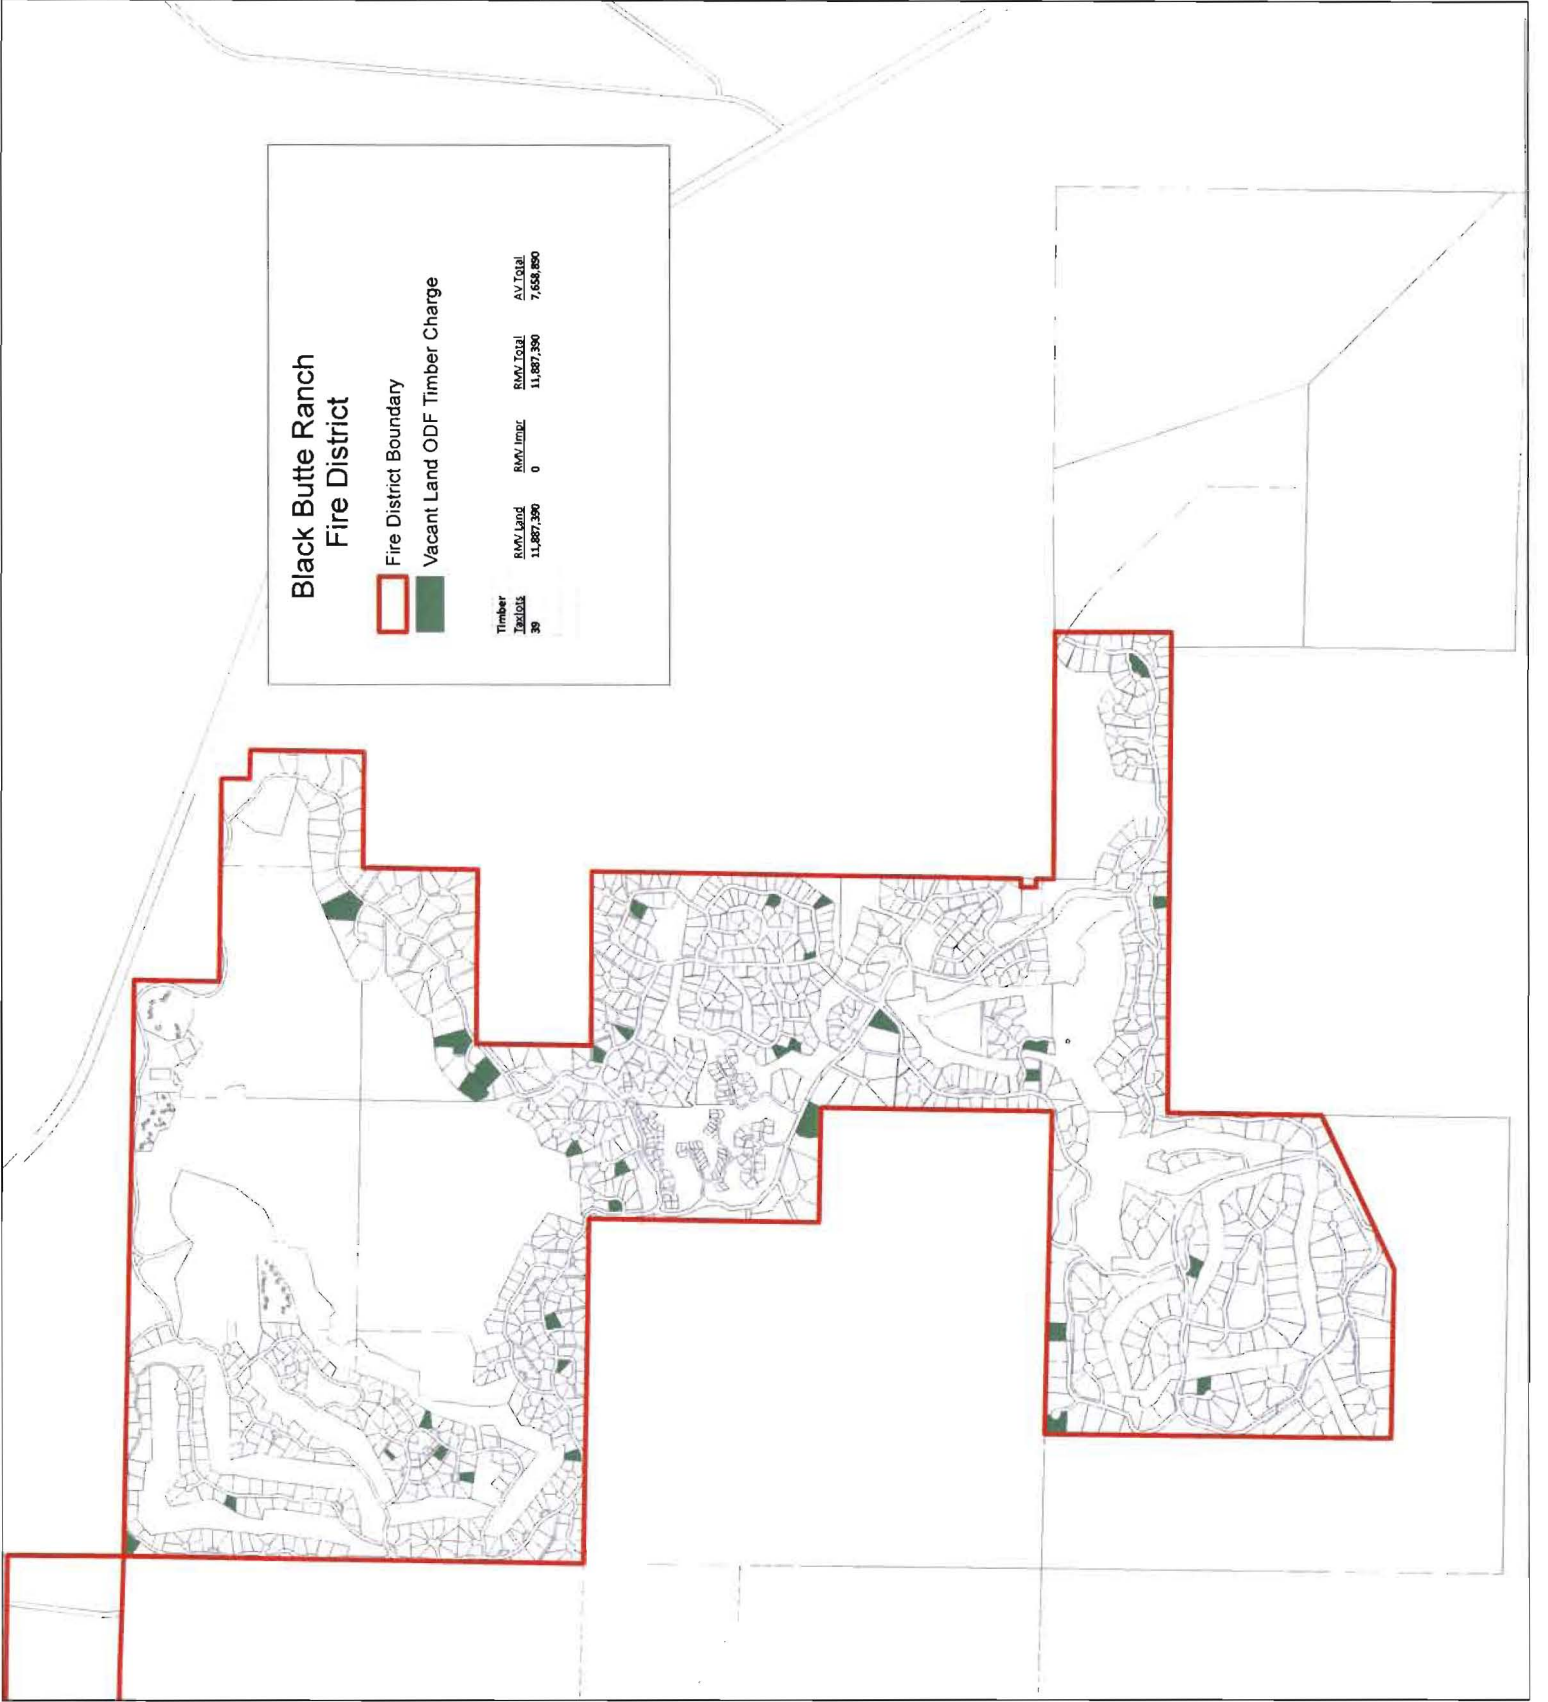 Black Butte Ranch
Fire District
Fire District Boundary
Vacant Land ODF Timber Charge
Timber
Taxlots RMV Land RMV Impr RMV Total AV Total
39 11,887,390 0 11,887,390 7,658,890